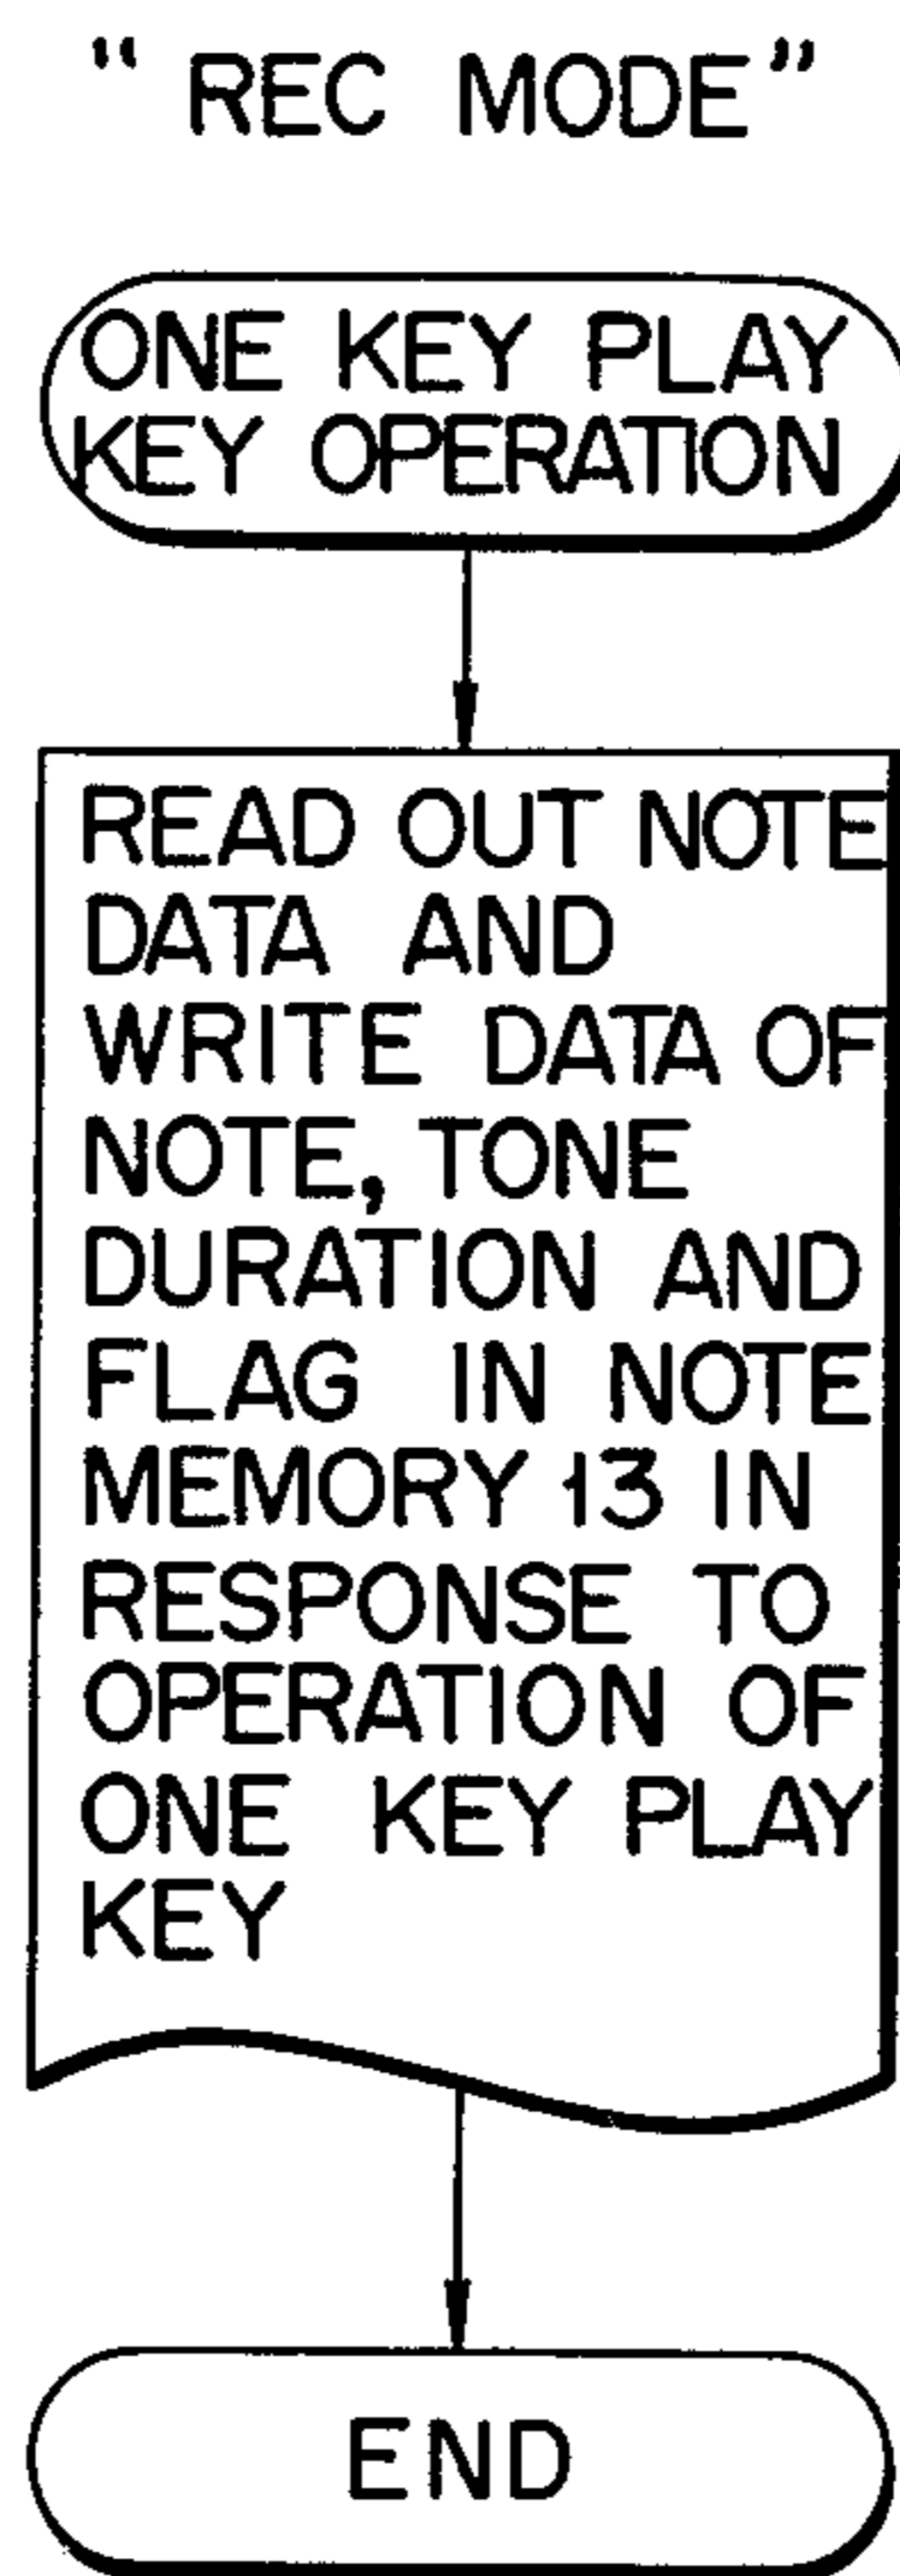 “ REC MODE”
ONE KEY PLAY
KEY OPERATION
READ OUT NOTE
DATA AND
WRITE DATA OF
NOTE, TONE
DURATION AND
FLAG IN NOTE
MEMORY 13 IN
RESPONSE TO
OPERATION OF
ONE KEY PLAY
KEY
END